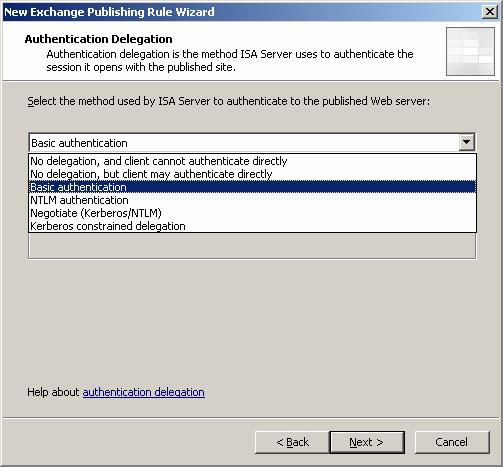 New Exchange Publishing Rule Wizard
Authentication Delegation
Authentication delegation is the method ISA Server uses to authenticate the
session it opens with the published site.
Select the method used by ISA Server to authenticate to the published Web server:
Basic authentication
No delegation, and client cannot authenticate directly
No delegation, but client may authenticate directly
Basic authentication
NTLM authentication
Negotiate (Kerberos/NTLM)
Kerberos constrained delegation
Help about authentication delegation
< Back
Next >
Cancel